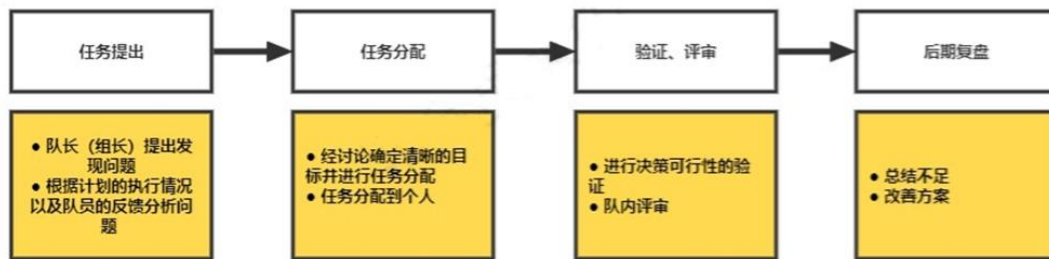 任务提出
任务分配
验证、评审
后期复盘
● 队长（组长）提出发
现问题
● 根据计划的执行情况
以及队员的反馈分析问
题
● 经讨论确定清晰的目
标并进行任务分配
● 任务分配到个人
● 进行决策可行性的验
证
● 队内评审
● 总结不足
● 改善方案